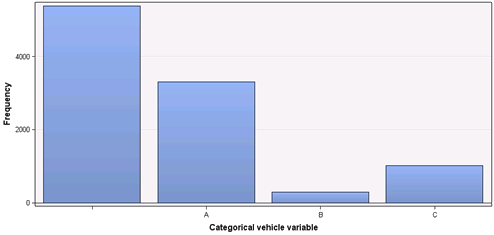 4000
2000
0
Frequency
A
B
C
Categorical vehicle variable